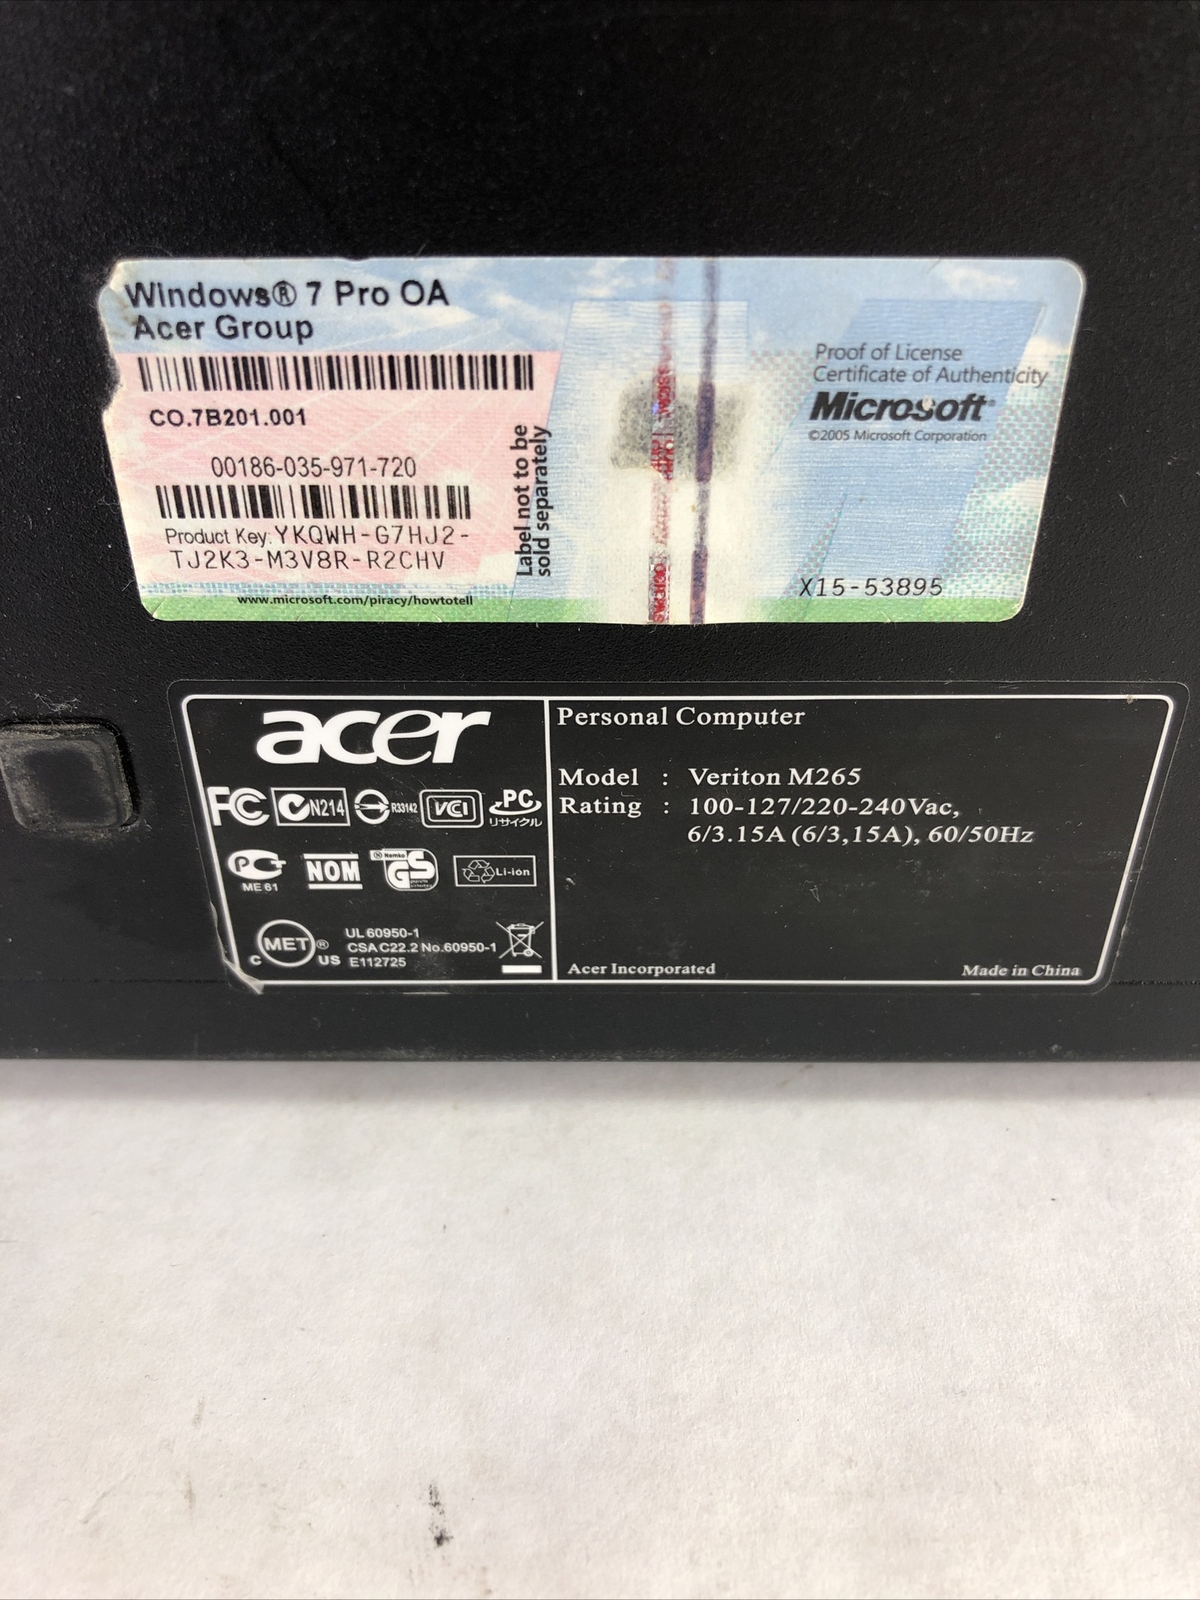 Windows® 7 Pro OA
Acer Group
CO.7B201.001
00186-035-971-720
Product Key: YKQWH-G7HJ2-
TJ2K3-M3V8R-R2CHV
www.microsoft.com/piracy/howtotell
Label not to be
sold separately
Proof of License
Certificate of Authenticity
Microsoft®
©2005 Microsoft Corporation
X15-53895
acer
FC N214 R33142 VCI PC
リサイクル
PC
ME 61
NOM
Nemko
GS
Li-ion
C MET® US
UL 60950-1
CSA C22.2 No.60950-1
E112725
Personal Computer
Model : Veriton M265
Rating : 100-127/220-240Vac,
6/3.15A (6/3,15A), 60/50Hz
Acer Incorporated
Made in China